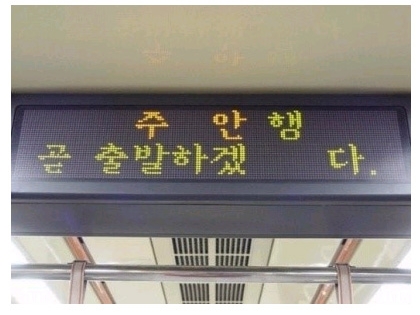 주 안 행
곧 출발하겠 다.